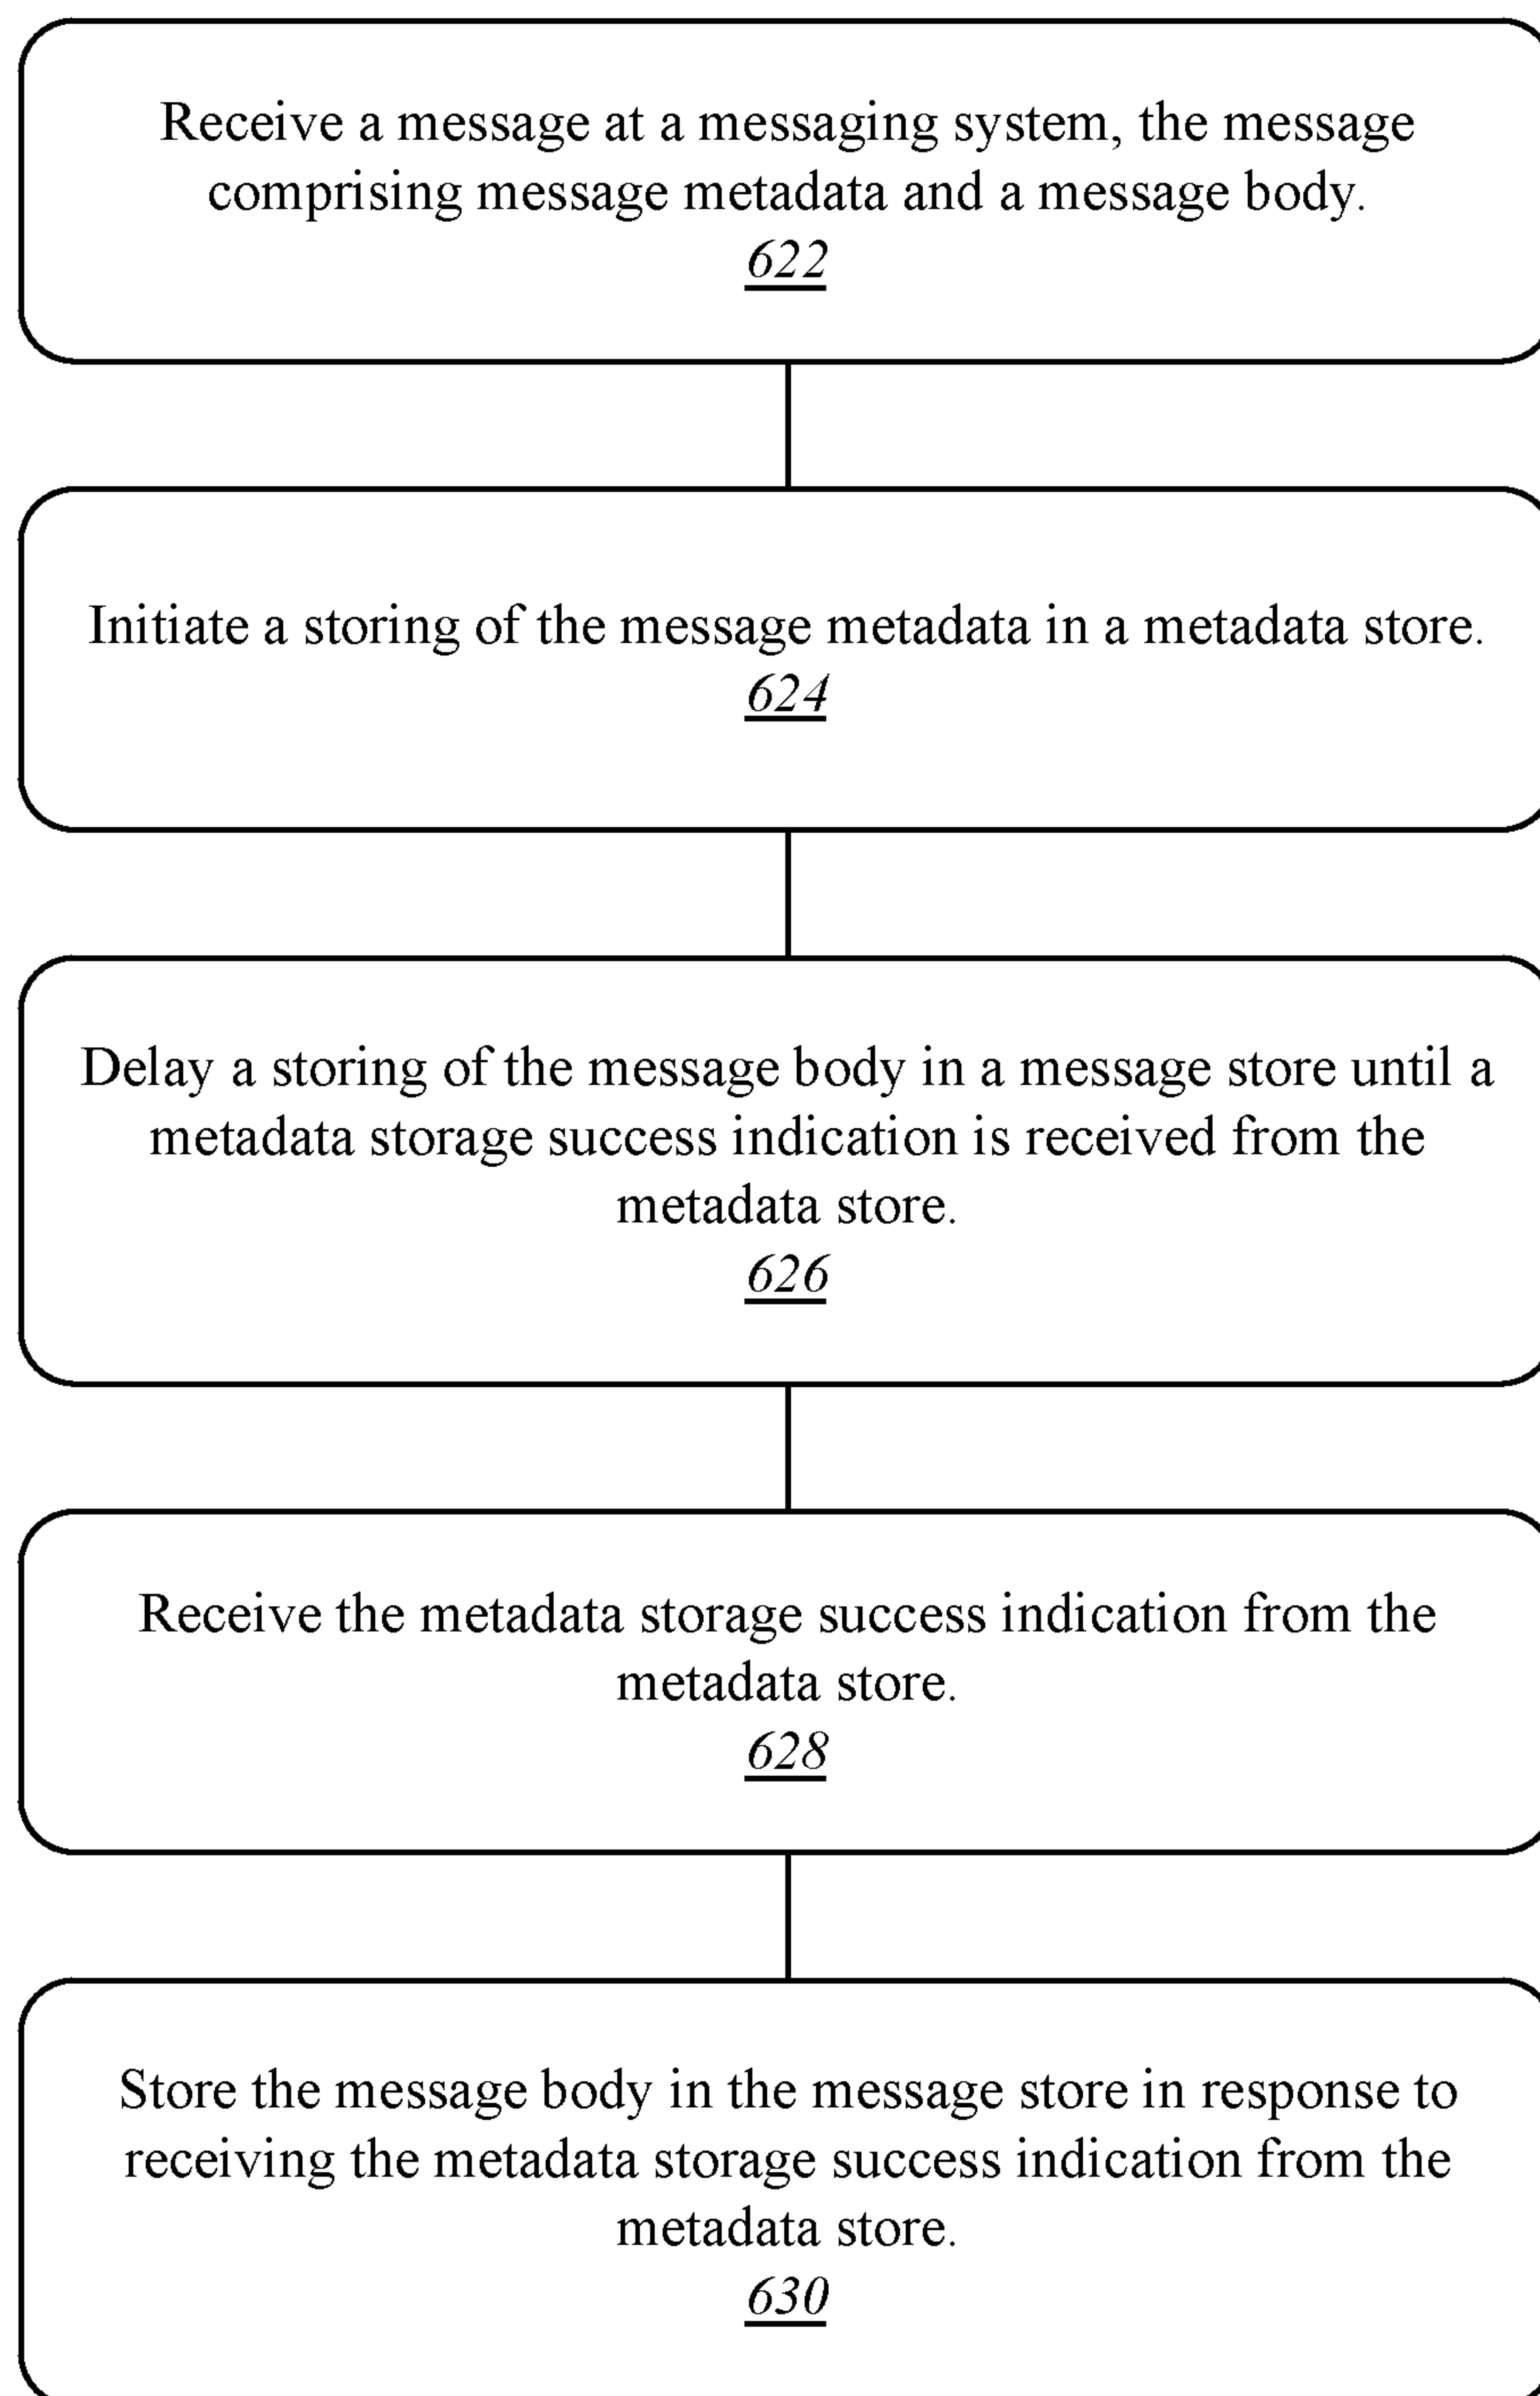 Receive a message at a messaging system, the message
comprising message metadata and a message body.
622
Initiate a storing of the message metadata in a metadata store.
624
Delay a storing of the message body in a message store until a
metadata storage success indication is received from the
metadata store.
626
Receive the metadata storage success indication from the
metadata store.
628
Store the message body in the message store in response to
receiving the metadata storage success indication from the
metadata store.
630